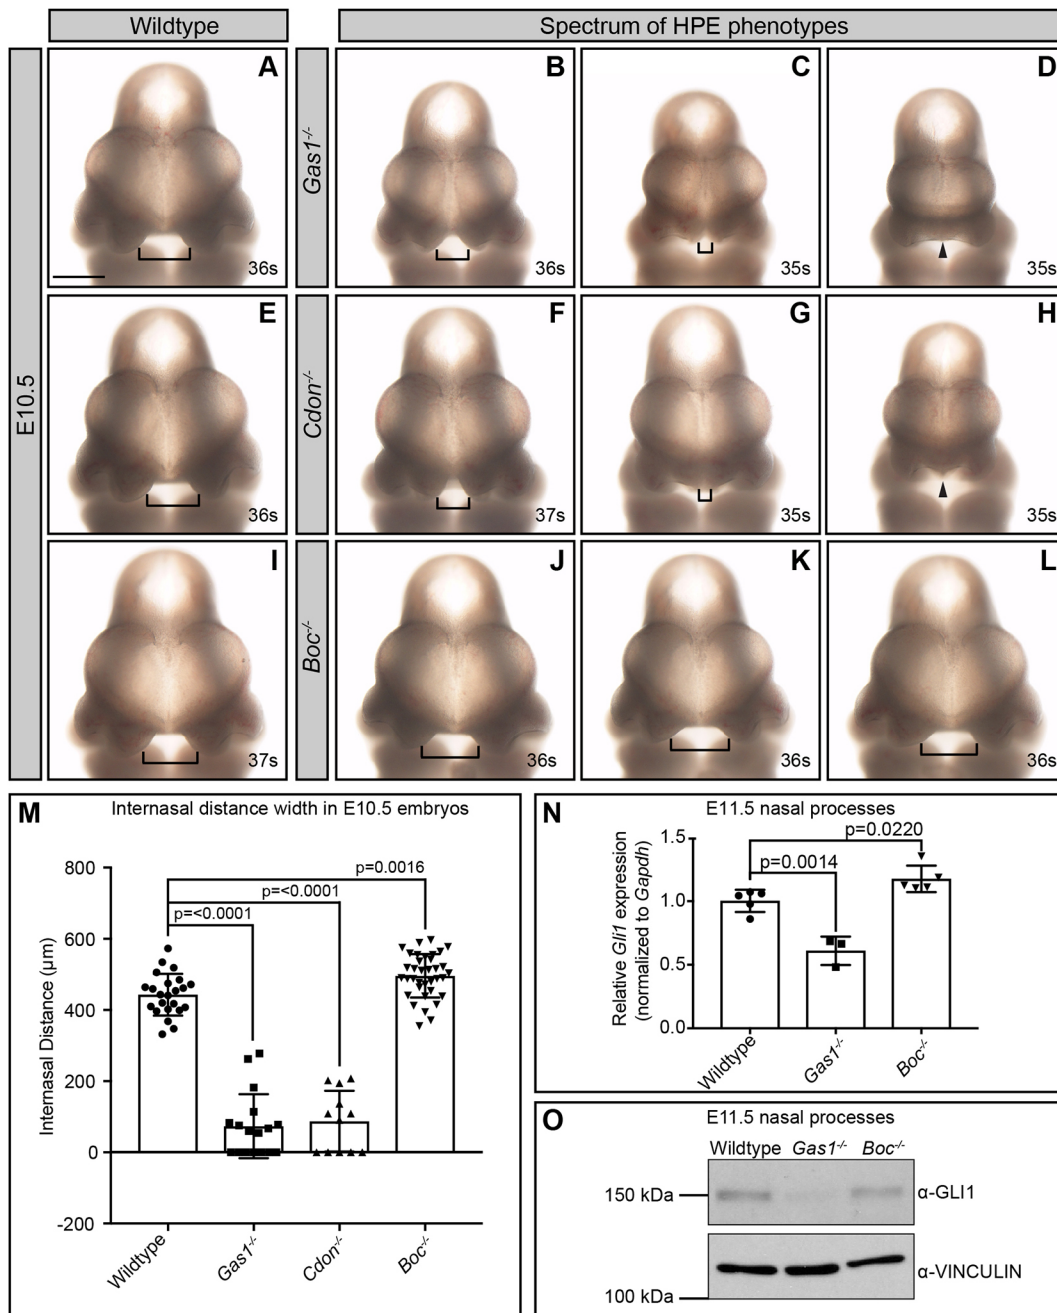 Wildtype
Spectrum of HPE phenotypes
E10.5
Gas1-/-
A
36s
B
36s
C
35s
D
35s
Cdon-/-
E
36s
F
37s
G
35s
H
35s
Boc-/-
I
37s
J
36s
K
36s
L
36s
M
Internasal distance width in E10.5 embryos
Internasal Distance (µm)
800
600
400
200
0
-200
p=0.0016
p=<0.0001
p=<0.0001
Wildtype
Gas1-/-
Cdon-/-
Boc-/-
N
E11.5 nasal processes
Relative Gli1 expression
(normalized to Gapdh)
1.5
1.0
0.5
0.0
p=0.0220
p=0.0014
Wildtype
Gas1-/-
Boc-/-
O
E11.5 nasal processes
Wildtype Gas1-/- Boc-/-
150 kDa
α-GLI1
α-VINCULIN
100 kDa